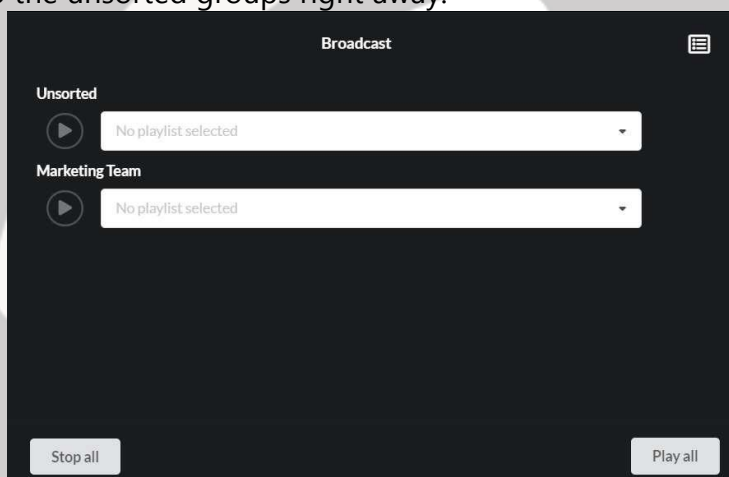 the unsorted groups right away.
Broadcast
Unsorted
No playlist selected
Marketing Team
No playlist selected
Stop all
Play all